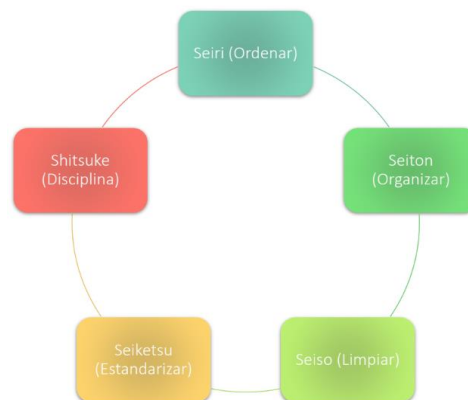 Seiri (Ordenar)
Seiton
(Organizar)
Seiso (Limpiar)
Seiketsu
(Estandarizar)
Shitsuke
(Disciplina)